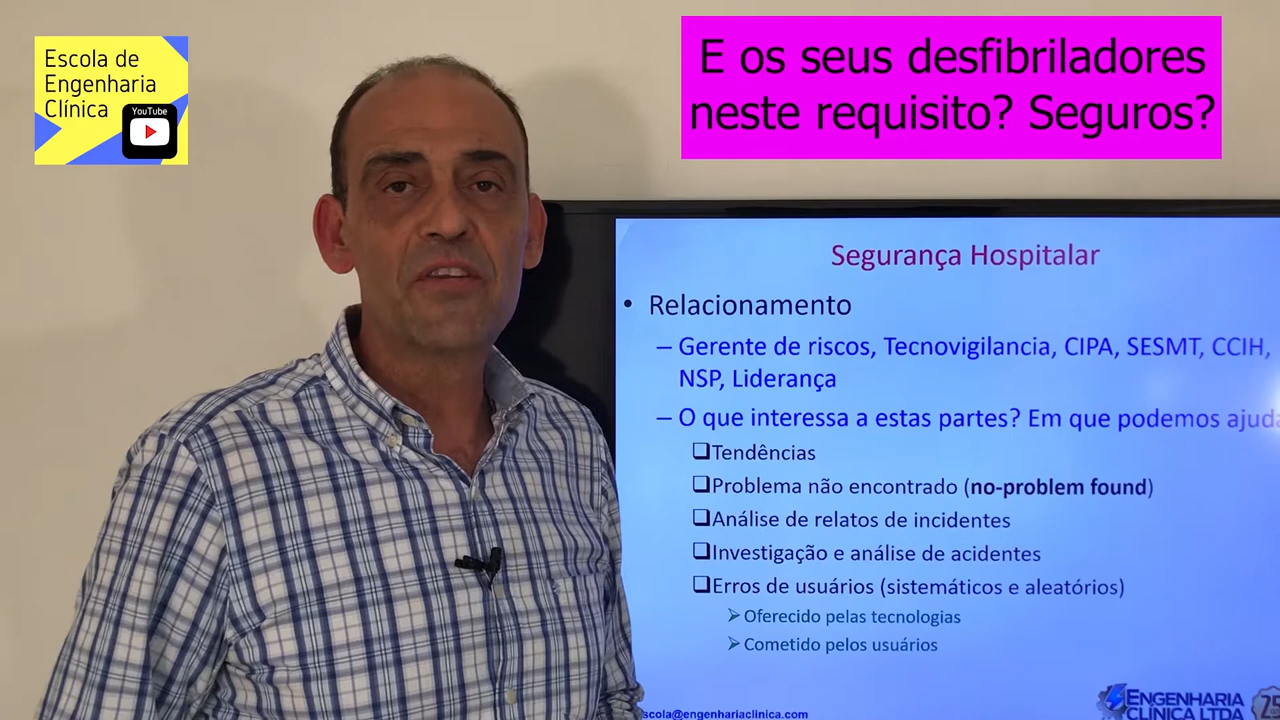 Escola de
Engenharia
Clínica
YouTube
E os seus desfibriladores
neste requisito? Seguros?
Segurança Hospitalar
• Relacionamento
– Gerente de riscos, Tecnovigilancia, CIPA, SESMT, CCIH,
NSP, Liderança
– O que interessa a estas partes? Em que podemos ajud
❑Tendências
❑Problema não encontrado (no-problem found)
❑Análise de relatos de incidentes
❑Investigação e análise de acidentes
❑Erros de usuários (sistemáticos e aleatórios)
➢Oferecido pelas tecnologias
➢Cometido pelos usuários
scola@engenhariaclinica.com
ENGENHARIA
CLÍNICA LTDA
25